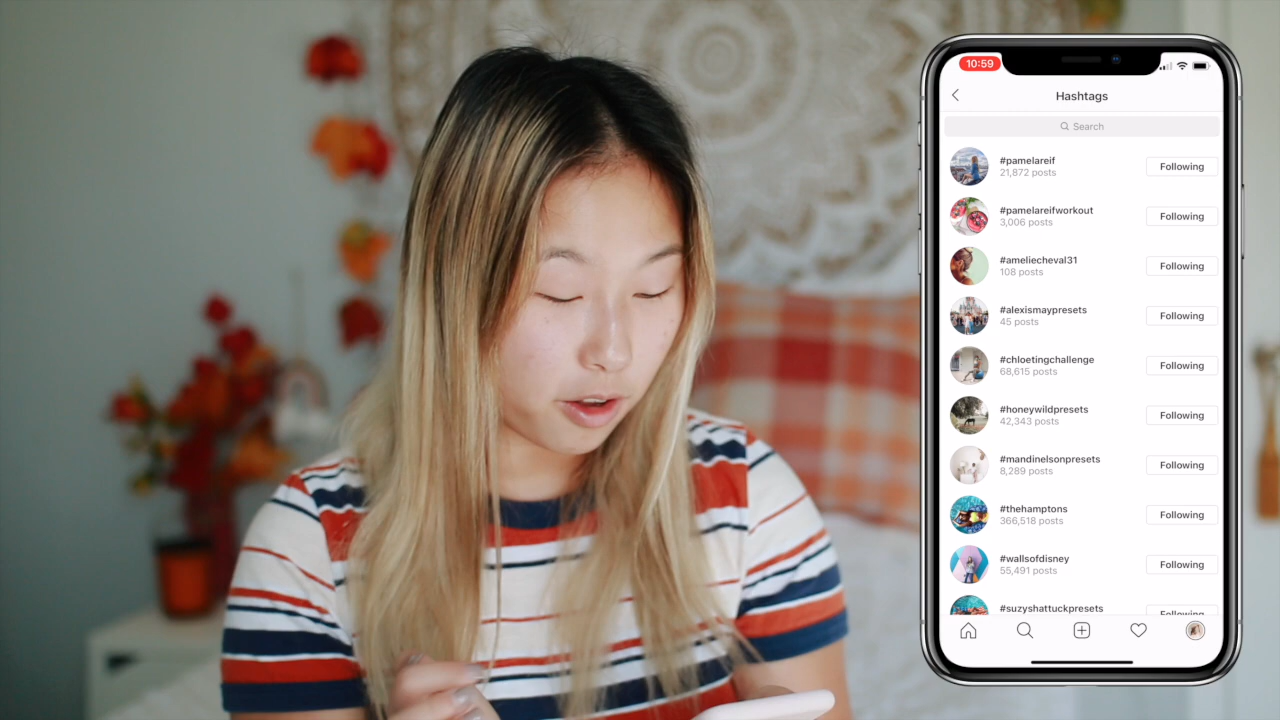 10:59
Hashtags
Search
#pamelareif
21,872 posts
Following
#pamelareifworkout
3,006 posts
Following
#ameliecheval31
108 posts
Following
#alexismaypresets
45 posts
Following
#chloetingchallenge
68,615 posts
Following
#honeywildpresets
42,343 posts
Following
#mandinelsonpresets
8,289 posts
Following
#thehamptons
366,518 posts
Following
#wallsofdisney
55,491 posts
Following
#suzyshattuckpresets
Following